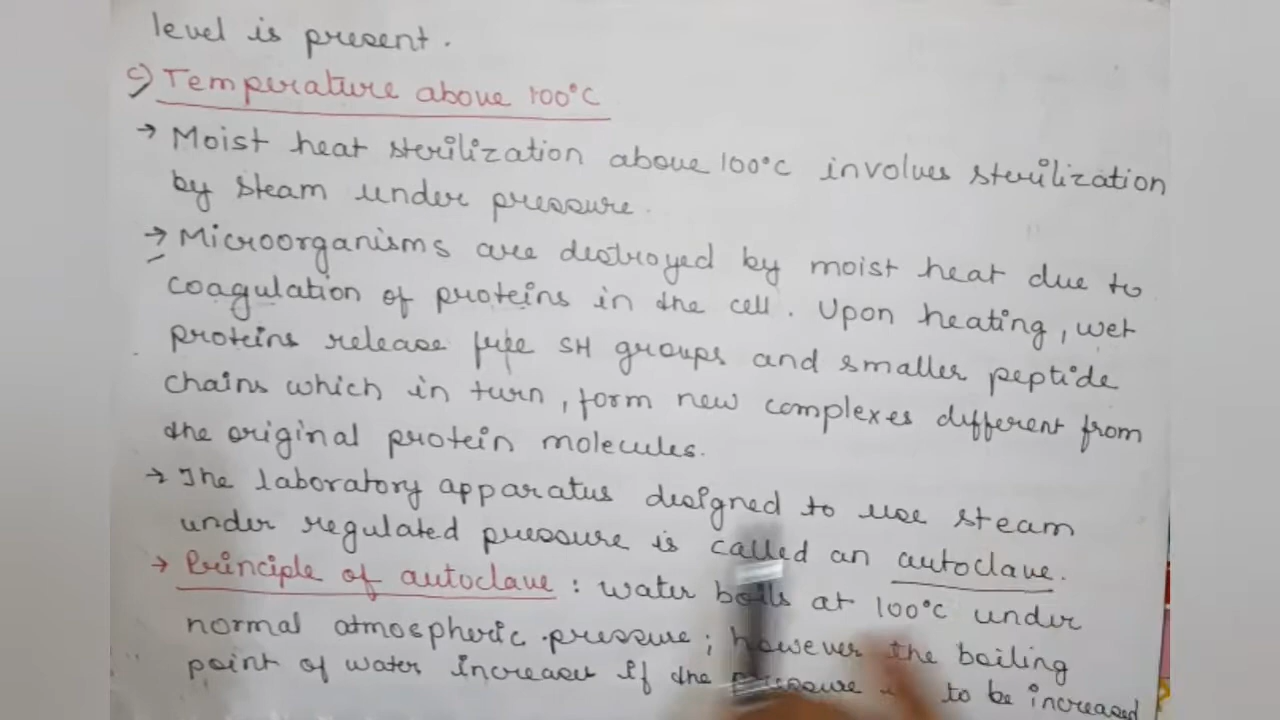 level is present.
c) Temperature above 100°C
→ Moist heat sterilization above 100°C involves sterilization
by steam under pressure.
→ Microorganisms are destroyed by moist heat due to
coagulation of proteins in the cell. Upon heating, wet
proteins release free SH groups and smaller peptide
chains which in turn, form new complexes different from
the original protein molecules.
→ The laboratory apparatus designed to use steam
under regulated pressure is called an autoclave.
→ Principle of autoclave: water boils at 100°C under
normal atmospheric pressure; however the boiling
point of water increases if the pressure to be increased